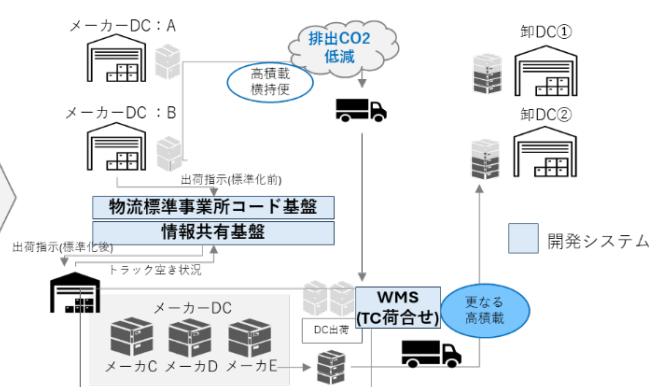 メーカーDC：A
排出CO2
低減
卸DC①
高積載
横持便
メーカーDC ：B
卸DC②
出荷指示(標準化前)
物流標準事業所コード基盤
情報共有基盤
開発システム
出荷指示(標準化後)
トラック空き状況
メーカーDC
DC出荷
WMS
(TC荷合せ)
更なる
高積載
メーカC メーカD メーカE